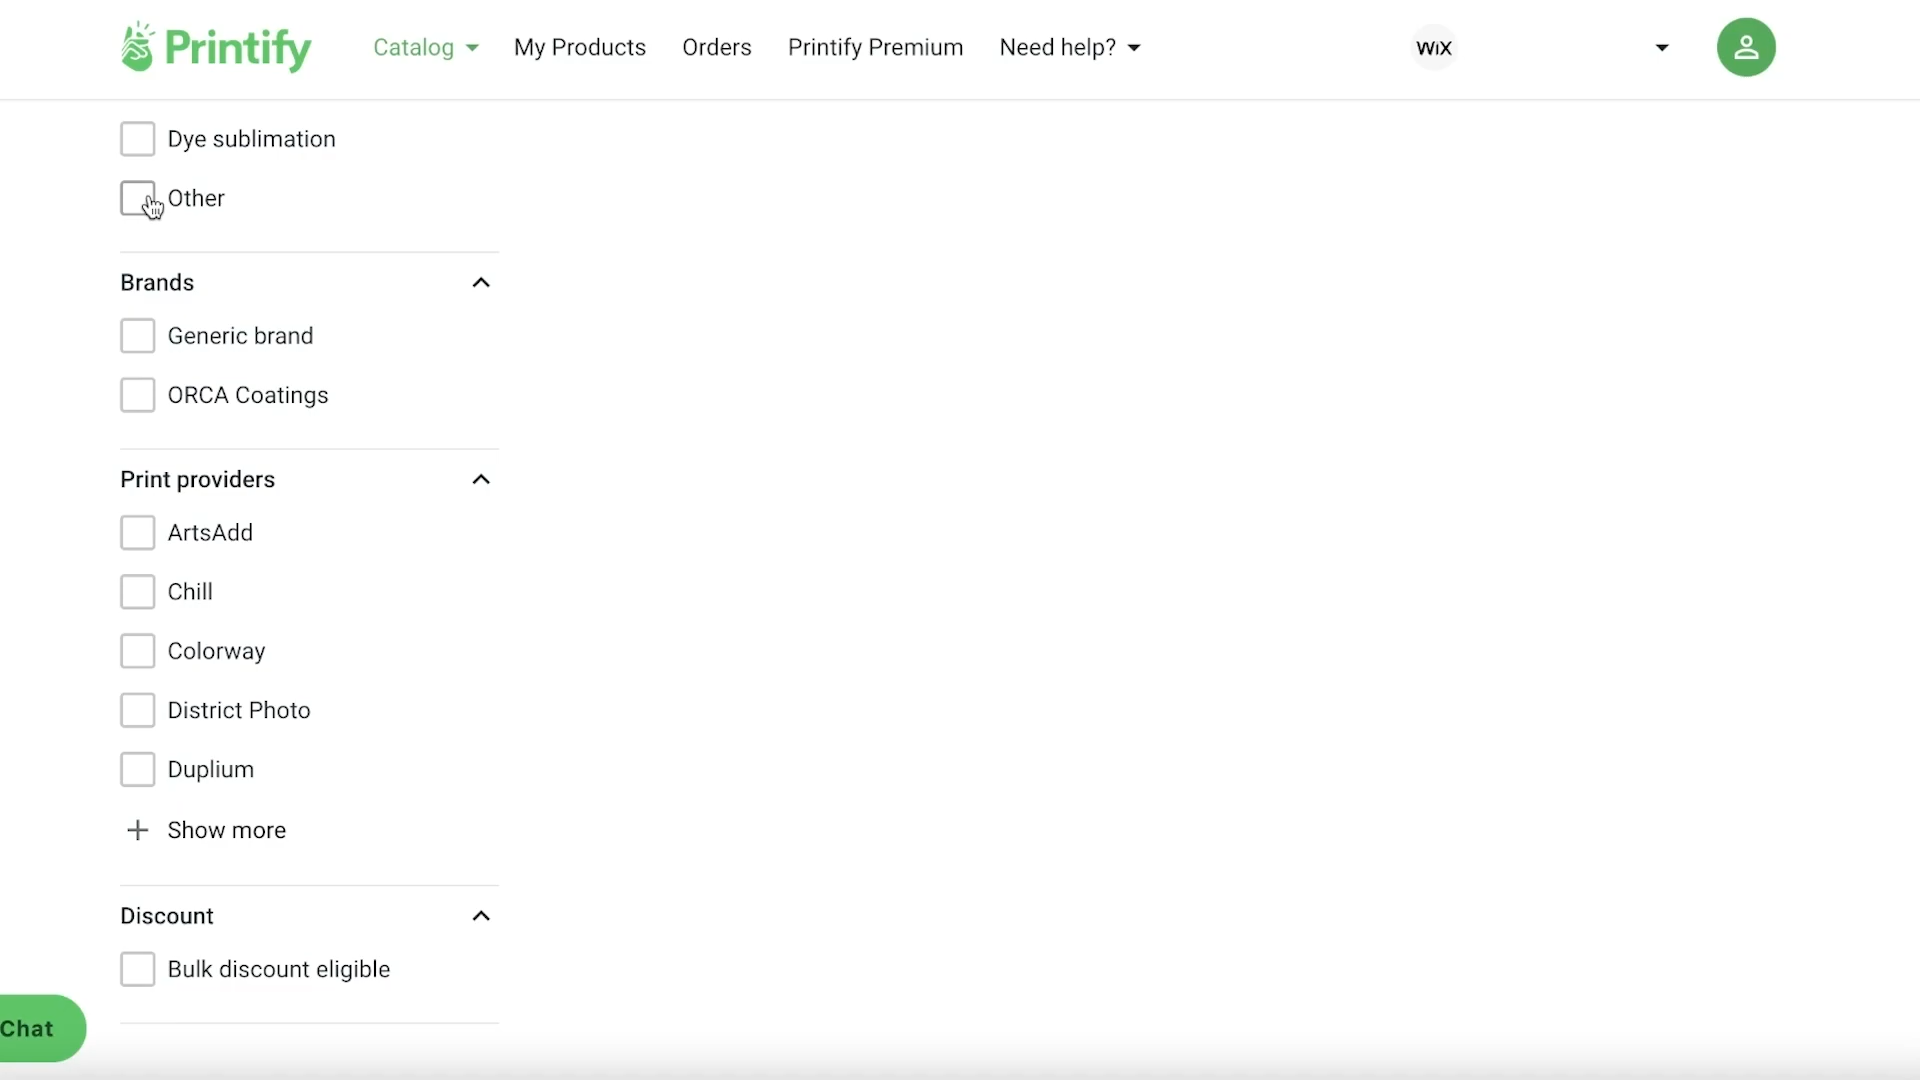 Printify
Catalog
My Products
Orders
Printify Premium
Need help?
WiX
Dye sublimation
Other
Brands
Generic brand
ORCA Coatings
Print providers
ArtsAdd
Chill
Colorway
District Photo
Duplium
Show more
Discount
Bulk discount eligible
Chat